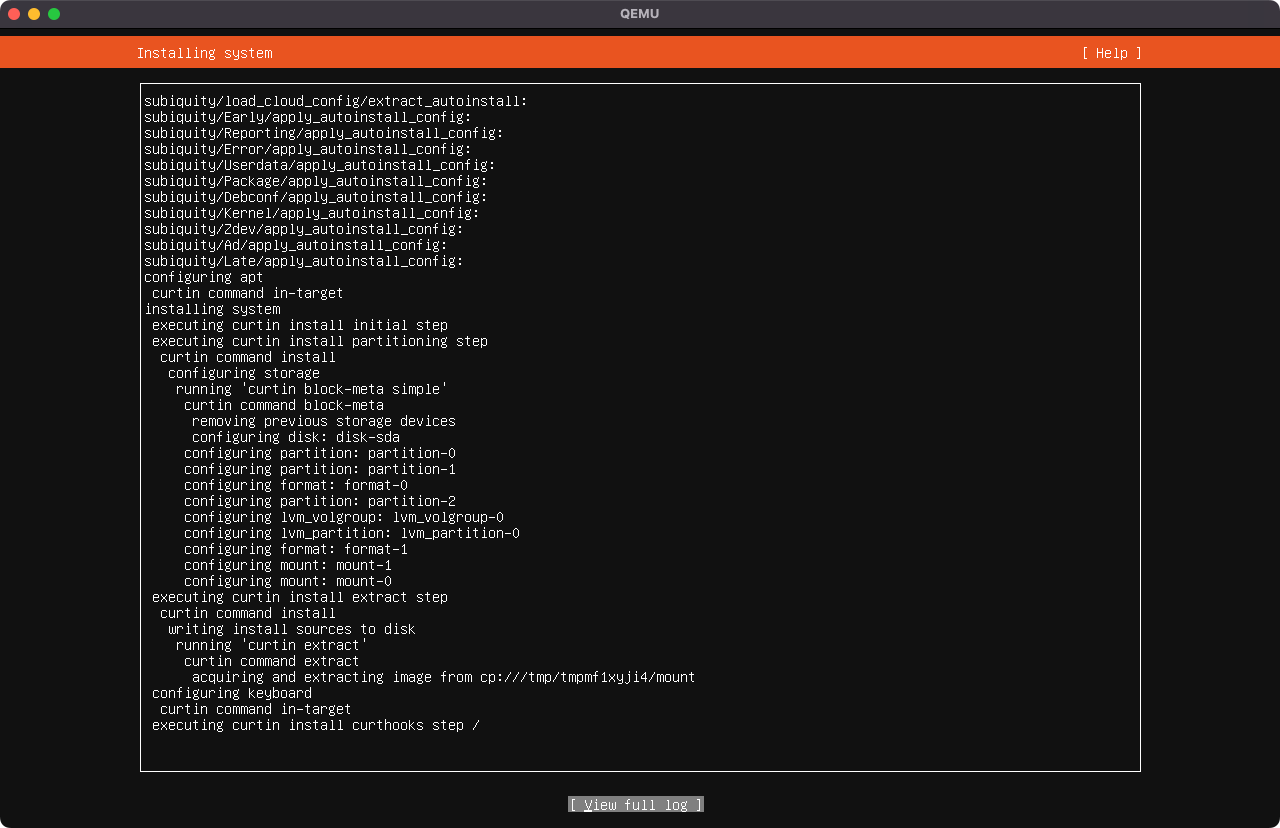 QEMU
Installing system [ Help ]
subiquity/load_cloud_config/extract_autoinstall:
subiquity/Early/apply_autoinstall_config:
subiquity/Reporting/apply_autoinstall_config:
subiquity/Error/apply_autoinstall_config:
subiquity/Userdata/apply_autoinstall_config:
subiquity/Package/apply_autoinstall_config:
subiquity/Debconf/apply_autoinstall_config:
subiquity/Kernel/apply_autoinstall_config:
subiquity/Zdev/apply_autoinstall_config:
subiquity/Ad/apply_autoinstall_config:
subiquity/Late/apply_autoinstall_config:
configuring apt
 curtin command in-target
installing system
 executing curtin install initial step
 executing curtin install partitioning step
  curtin command install
   configuring storage
    running 'curtin block-meta simple'
     curtin command block-meta
      removing previous storage devices
      configuring disk: disk-sda
     configuring partition: partition-0
     configuring partition: partition-1
     configuring format: format-0
     configuring partition: partition-2
     configuring lvm_volgroup: lvm_volgroup-0
     configuring lvm_partition: lvm_partition-0
     configuring format: format-1
     configuring mount: mount-1
     configuring mount: mount-0
 executing curtin install extract step
  curtin command install
   writing install sources to disk
    running 'curtin extract'
     curtin command extract
      acquiring and extracting image from cp:///tmp/tmpmf1xyji4/mount
 configuring keyboard
  curtin command in-target
 executing curtin install curthooks step /
[ View full log ]